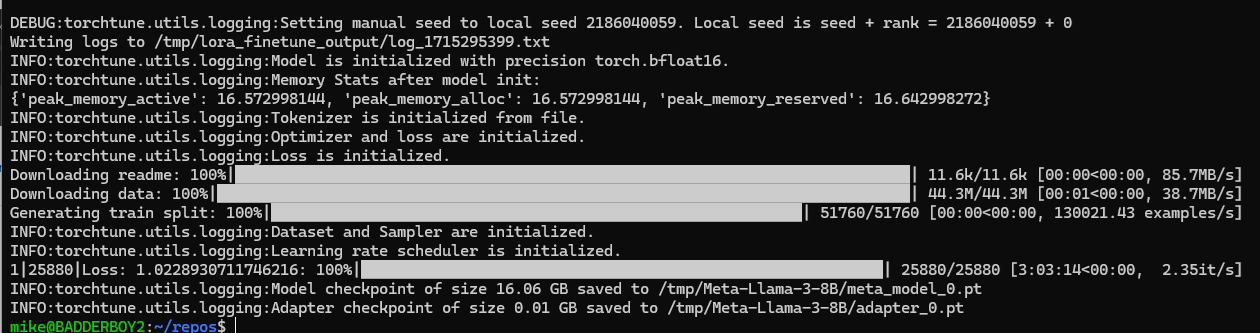 DEBUG:torchtune.utils.logging:Setting manual seed to local seed 2186040059. Local seed is seed + rank = 2186040059 + 0
Writing logs to /tmp/lora_finetune_output/log_1715295399.txt
INFO:torchtune.utils.logging:Model is initialized with precision torch.bfloat16.
INFO:torchtune.utils.logging:Memory Stats after model init:
{'peak_memory_active': 16.572998144, 'peak_memory_alloc': 16.572998144, 'peak_memory_reserved': 16.642998272}
INFO:torchtune.utils.logging:Tokenizer is initialized from file.
INFO:torchtune.utils.logging:Optimizer and loss are initialized.
INFO:torchtune.utils.logging:Loss is initialized.
Downloading readme: 100%| | 11.6k/11.6k [00:00<00:00, 85.7MB/s]
Downloading data: 100%| | 44.3M/44.3M [00:01<00:00, 38.7MB/s]
Generating train split: 100%| | 51760/51760 [00:00<00:00, 130021.43 examples/s]
INFO:torchtune.utils.logging:Dataset and Sampler are initialized.
INFO:torchtune.utils.logging:Learning rate scheduler is initialized.
1|25880|Loss: 1.0228930711746216: 100%| | 25880/25880 [3:03:14<00:00, 2.35it/s]
INFO:torchtune.utils.logging:Model checkpoint of size 16.06 GB saved to /tmp/Meta-Llama-3-8B/meta_model_0.pt
INFO:torchtune.utils.logging:Adapter checkpoint of size 0.01 GB saved to /tmp/Meta-Llama-3-8B/adapter_0.pt
mike@BADDERBOY2:~/repos$